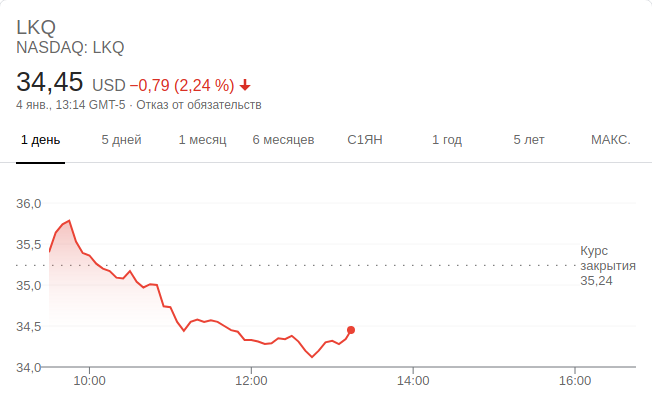 LKQ
NASDAQ: LKQ
34,45 USD −0,79 (2,24 %)
4 янв., 13:14 GMT-5 · Отказ от обязательств
1 день 5 дней 1 месяц 6 месяцев С1ЯН 1 год 5 лет МАКС.
36,0
35,5
Курс
закрытия
35,24
35,0
34,5
34,0
10:00 12:00 14:00 16:00